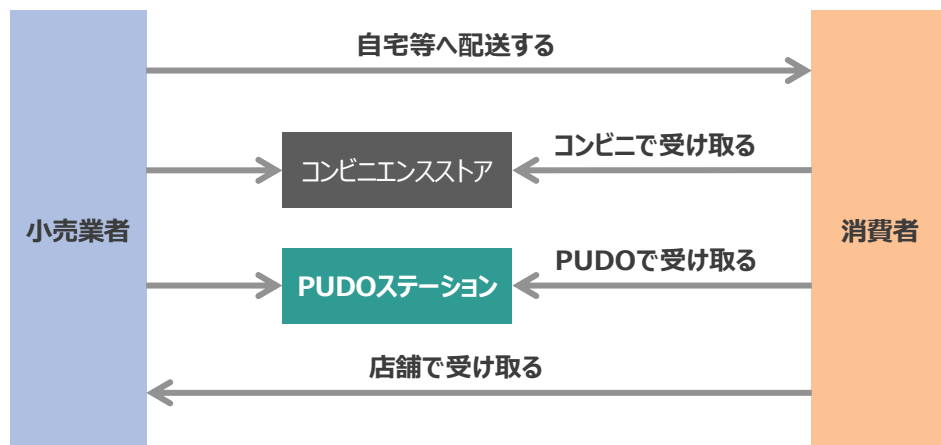 自宅等へ配送する
コンビニエンスストア
コンビニで受け取る
小売業者
消費者
PUDOステーション
PUDOで受け取る
店舗で受け取る